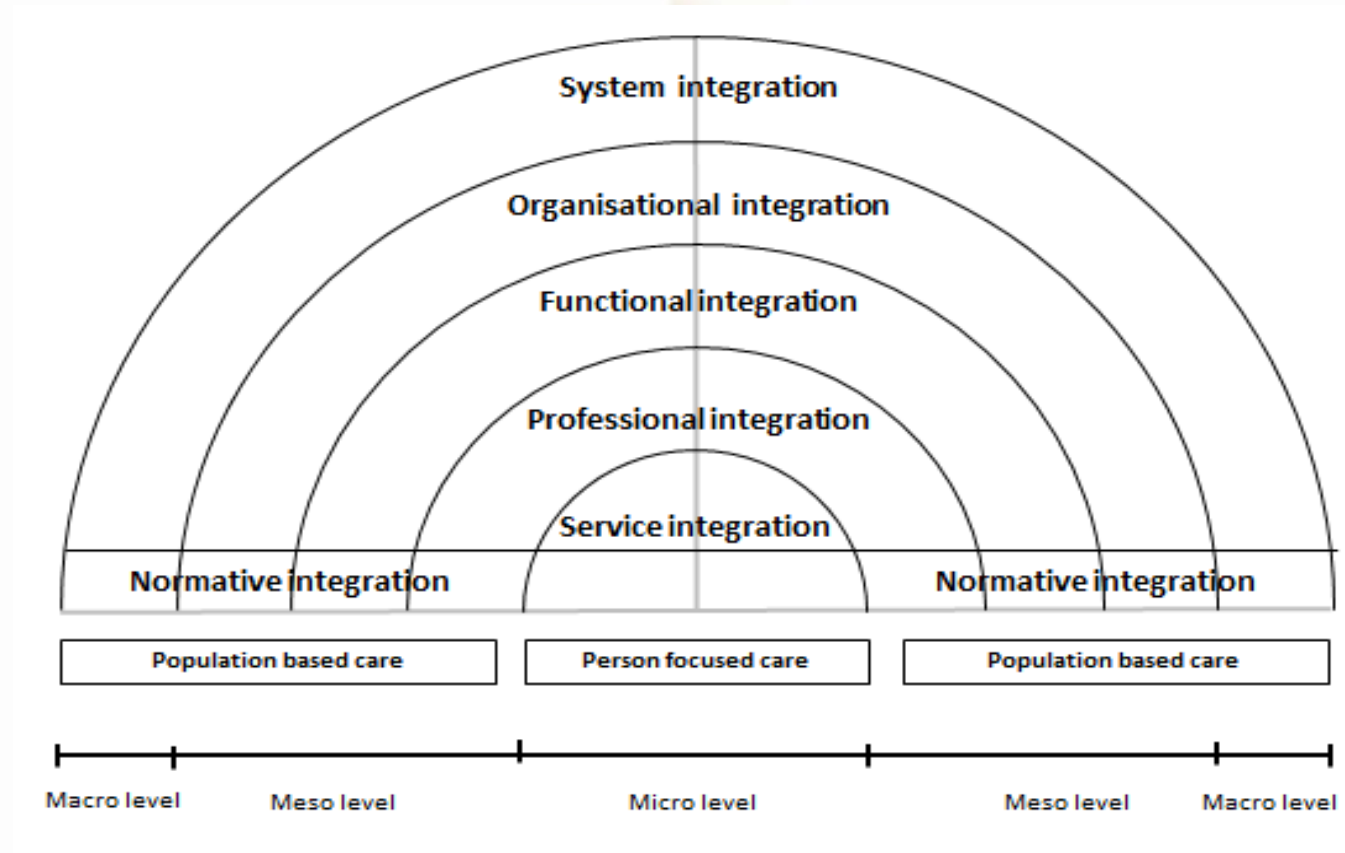 System integration
Organisational integration
Functional integration
Professional integration
Service integration
Normative integration Normative integration
Population based care Person focused care Population based care
Macro level Meso level Micro level Meso level Macro level